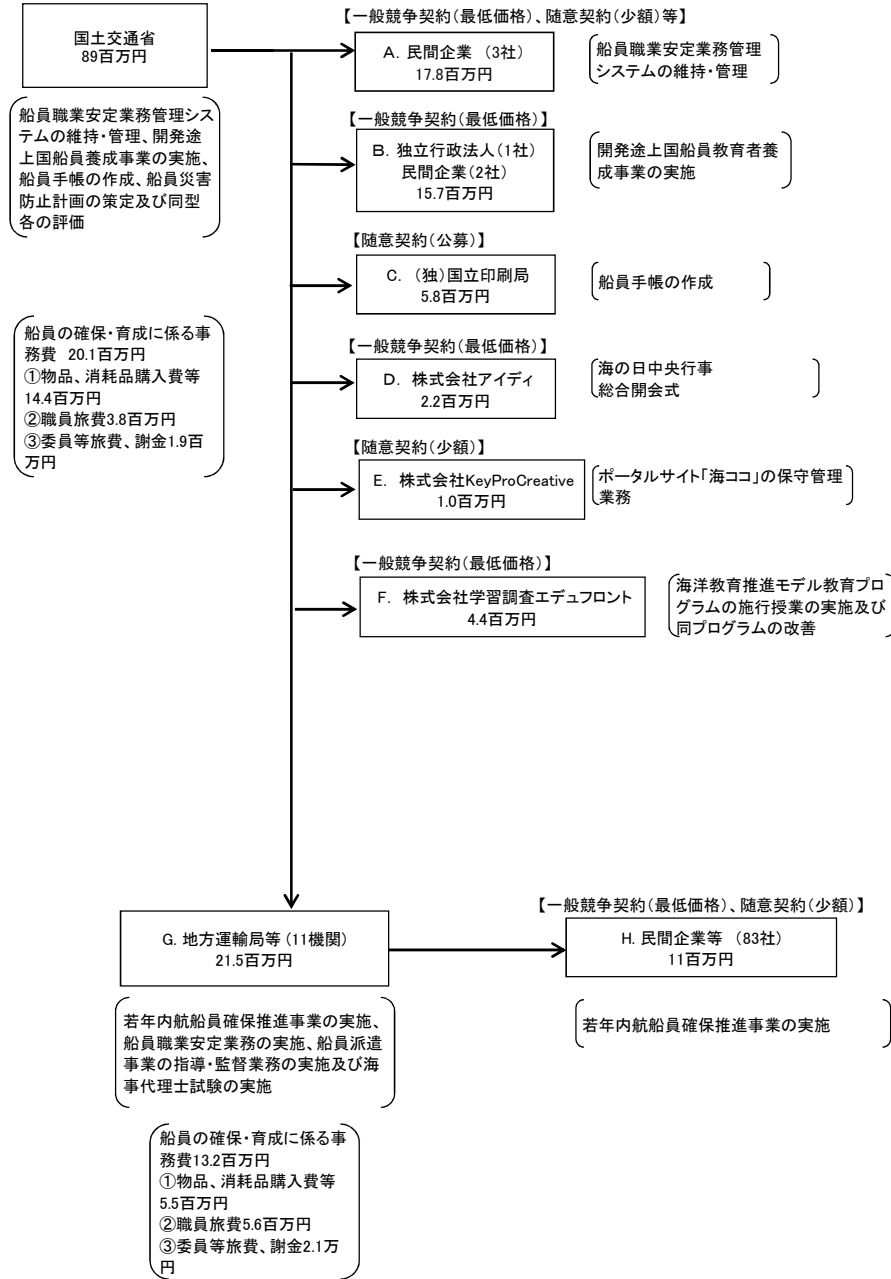 【一般競争契約(最低価格)、随意契約(少額)等】
国土交通省
89百万円
A. 民間企業 (3社)
17.8百万円
船員職業安定業務管理
システムの維持・管理
船員職業安定業務管理シス
テムの維持・管理、開発途
上国船員養成事業の実施、
船員手帳の作成、船員災害
防止計画の策定及び同型
各の評価
【一般競争契約(最低価格)】
B. 独立行政法人(1社)
民間企業(2社)
15.7百万円
開発途上国船員教育者養
成事業の実施
【随意契約(公募)】
C. (独)国立印刷局
5.8百万円
船員手帳の作成
船員の確保・育成に係る事
務費 20.1百万円
①物品、消耗品購入費等
14.4百万円
②職員旅費3.8百万円
③委員等旅費、謝金1.9百
万円
【一般競争契約(最低価格)】
D. 株式会社アイディ
2.2百万円
海の日中央行事
総合開会式
【随意契約(少額)】
E. 株式会社KeyProCreative
1.0百万円
ポータルサイト「海ココ」の保守管理
業務
【一般競争契約(最低価格)】
F. 株式会社学習調査エデュフロント
4.4百万円
海洋教育推進モデル教育プロ
グラムの施行授業の実施及び
同プログラムの改善
G. 地方運輸局等 (11機関)
21.5百万円
【一般競争契約(最低価格)、随意契約(少額)】
H. 民間企業等 (83社)
11百万円
若年内航船員確保推進事業の実施、
船員職業安定業務の実施、船員派遣
事業の指導・監督業務の実施及び海
事代理士試験の実施
若年内航船員確保推進事業の実施
船員の確保・育成に係る事
務費13.2百万円
①物品、消耗品購入費等
5.5百万円
②職員旅費5.6百万円
③委員等旅費、謝金2.1万
円